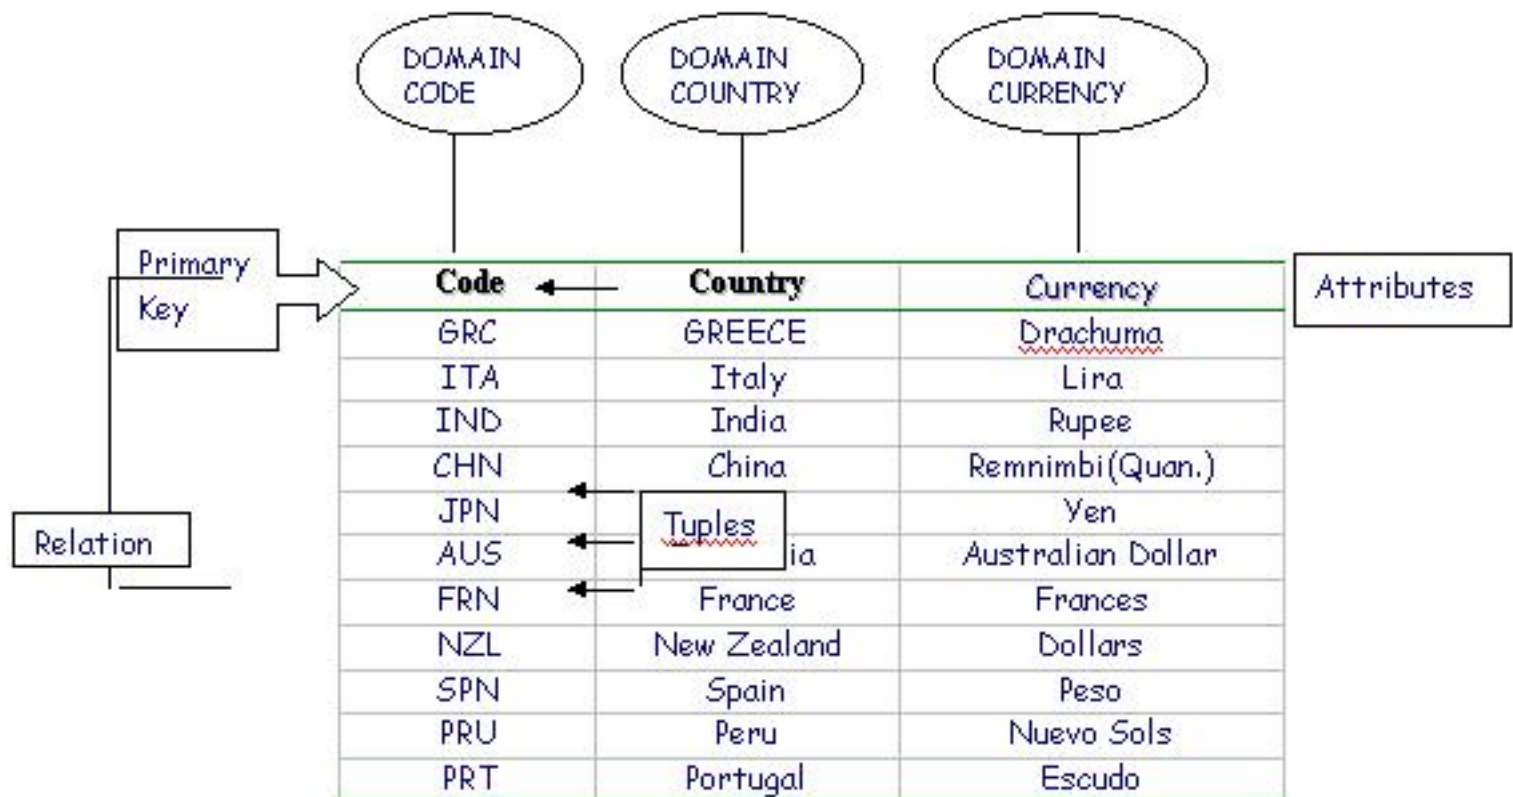 DOMAIN
CODE
DOMAIN
COUNTRY
DOMAIN
CURRENCY
Primary
Key
Code Country Currency
Attributes
GRC GREECE Drachuma
ITA Italy Lira
IND India Rupee
CHN China Remnimbi(Quan.)
JPN Yen
Tuples
Relation
AUS ia Australian Dollar
FRN France Frances
NZL New Zealand Dollars
SPN Spain Peso
PRU Peru Nuevo Sols
PRT Portugal Escudo